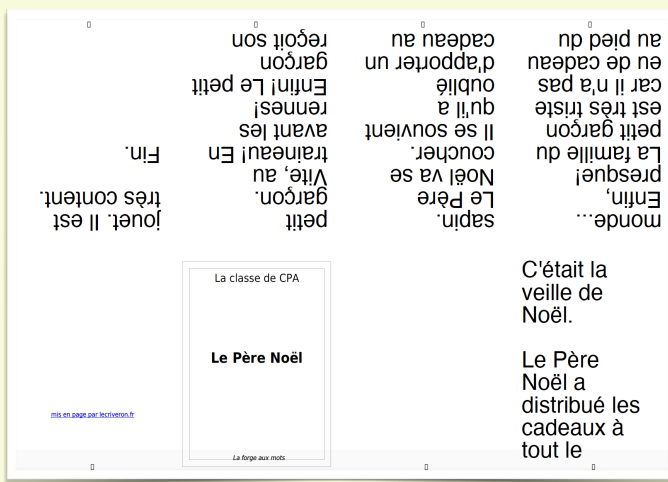 La classe de CPA
Le Père Noël
La forge aux mots
C'était la
veille de
Noël.
Le Père
Noël a
distribué les
cadeaux à
tout le
monde...
Enfin,
presque!
La famille du
petit garçon
est très triste
car il n'a pas
eu de cadeau
au pied du
sapin.
Le Père
Noël va se
coucher.
Il se souvient
qu'il a
oublié
d'apporter un
cadeau au
petit
garçon.
Vite, au
traineau! En
avant les
rennes!
Enfin! Le petit
garçon
reçoit son
jouet. Il est
très content.
Fin.
mis en page par lecriveron.fr